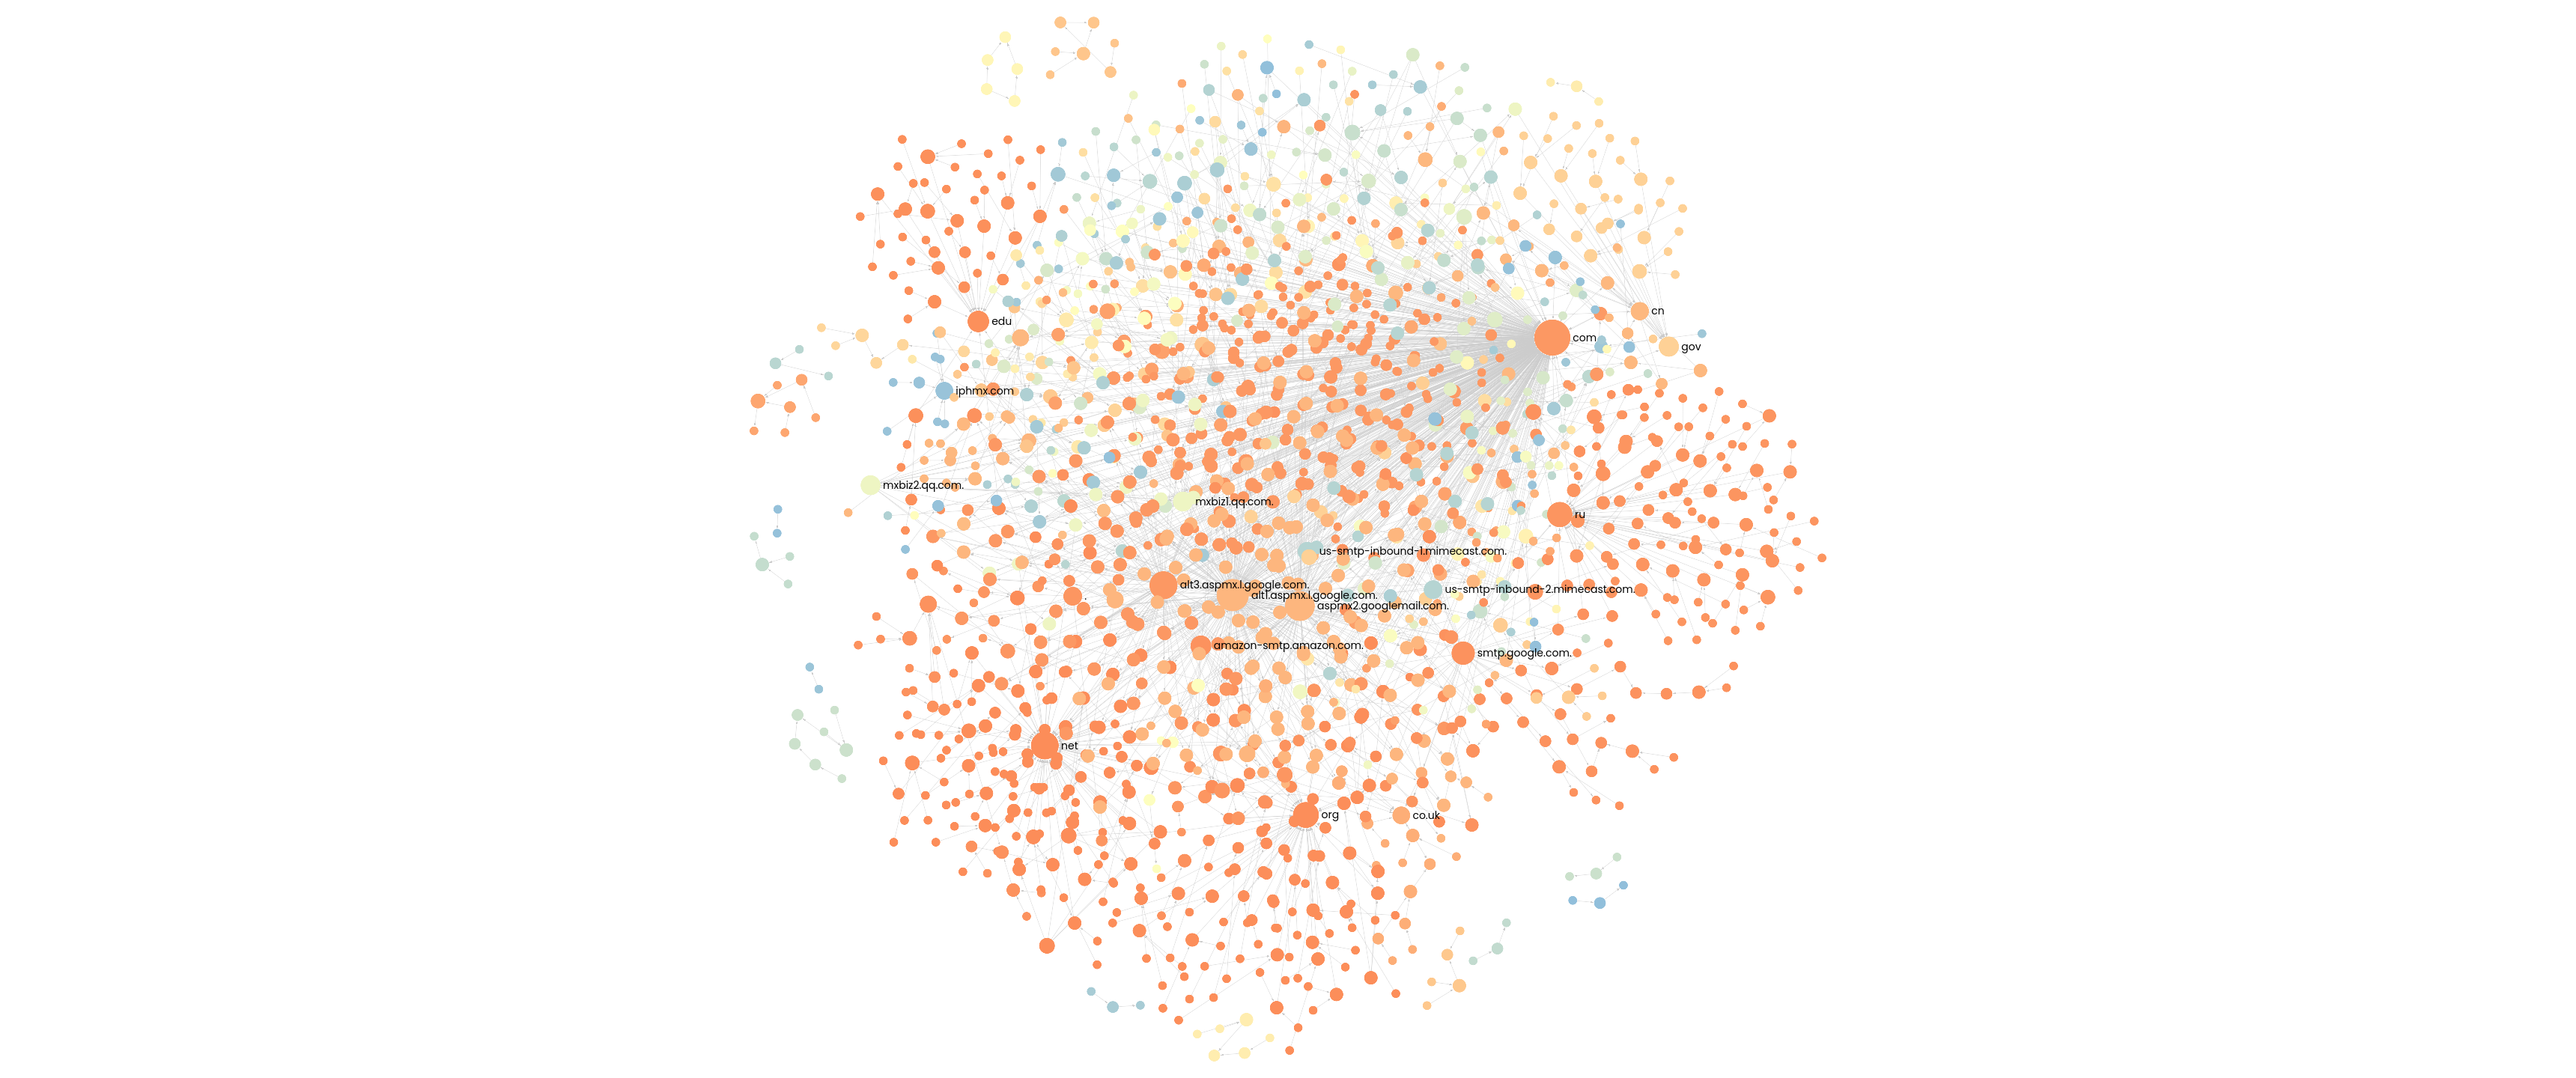 cn
edu
com
gov
iphmx.com
mxbiz2.qq.com.
mxbiz1.qq.com.
ru
us-smtp-inbound-1.mimecast.com.
alt3.aspmx.l.google.com.
us-smtp-inbound-2.mimecast.com.
alt1.aspmx.l.google.com.
aspmx2.googlemail.com.
amazon-smtp.amazon.com.
smtp.google.com.
net
org
co.uk